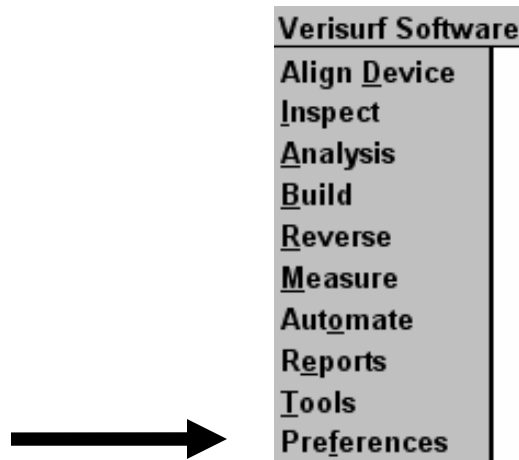 Verisurf Software
Align Device
Inspect
Analysis
Build
Reverse
Measure
Automate
Reports
Tools
Preferences